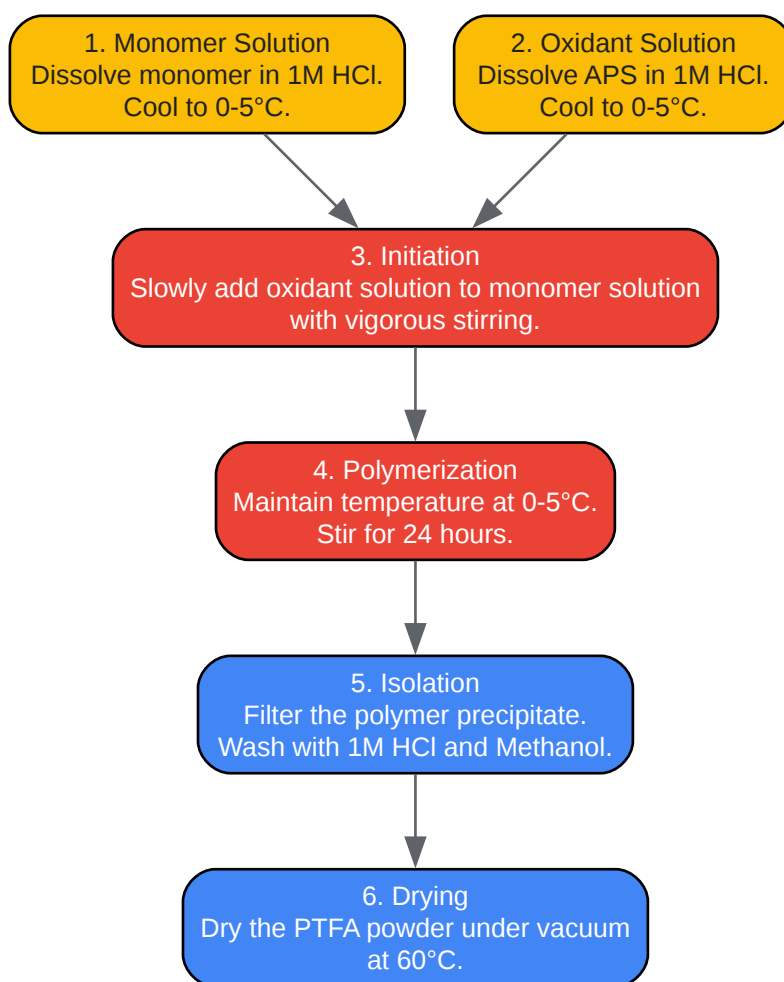 1. Monomer Solution
Dissolve monomer in 1M HCl.
Cool to 0-5°C.
2. Oxidant Solution
Dissolve APS in 1M HCl.
Cool to 0-5°C.
3. Initiation
Slowly add oxidant solution to monomer solution
with vigorous stirring.
4. Polymerization
Maintain temperature at 0-5°C.
Stir for 24 hours.
5. Isolation
Filter the polymer precipitate.
Wash with 1M HCl and Methanol.
6. Drying
Dry the PTFA powder under vacuum
at 60°C.